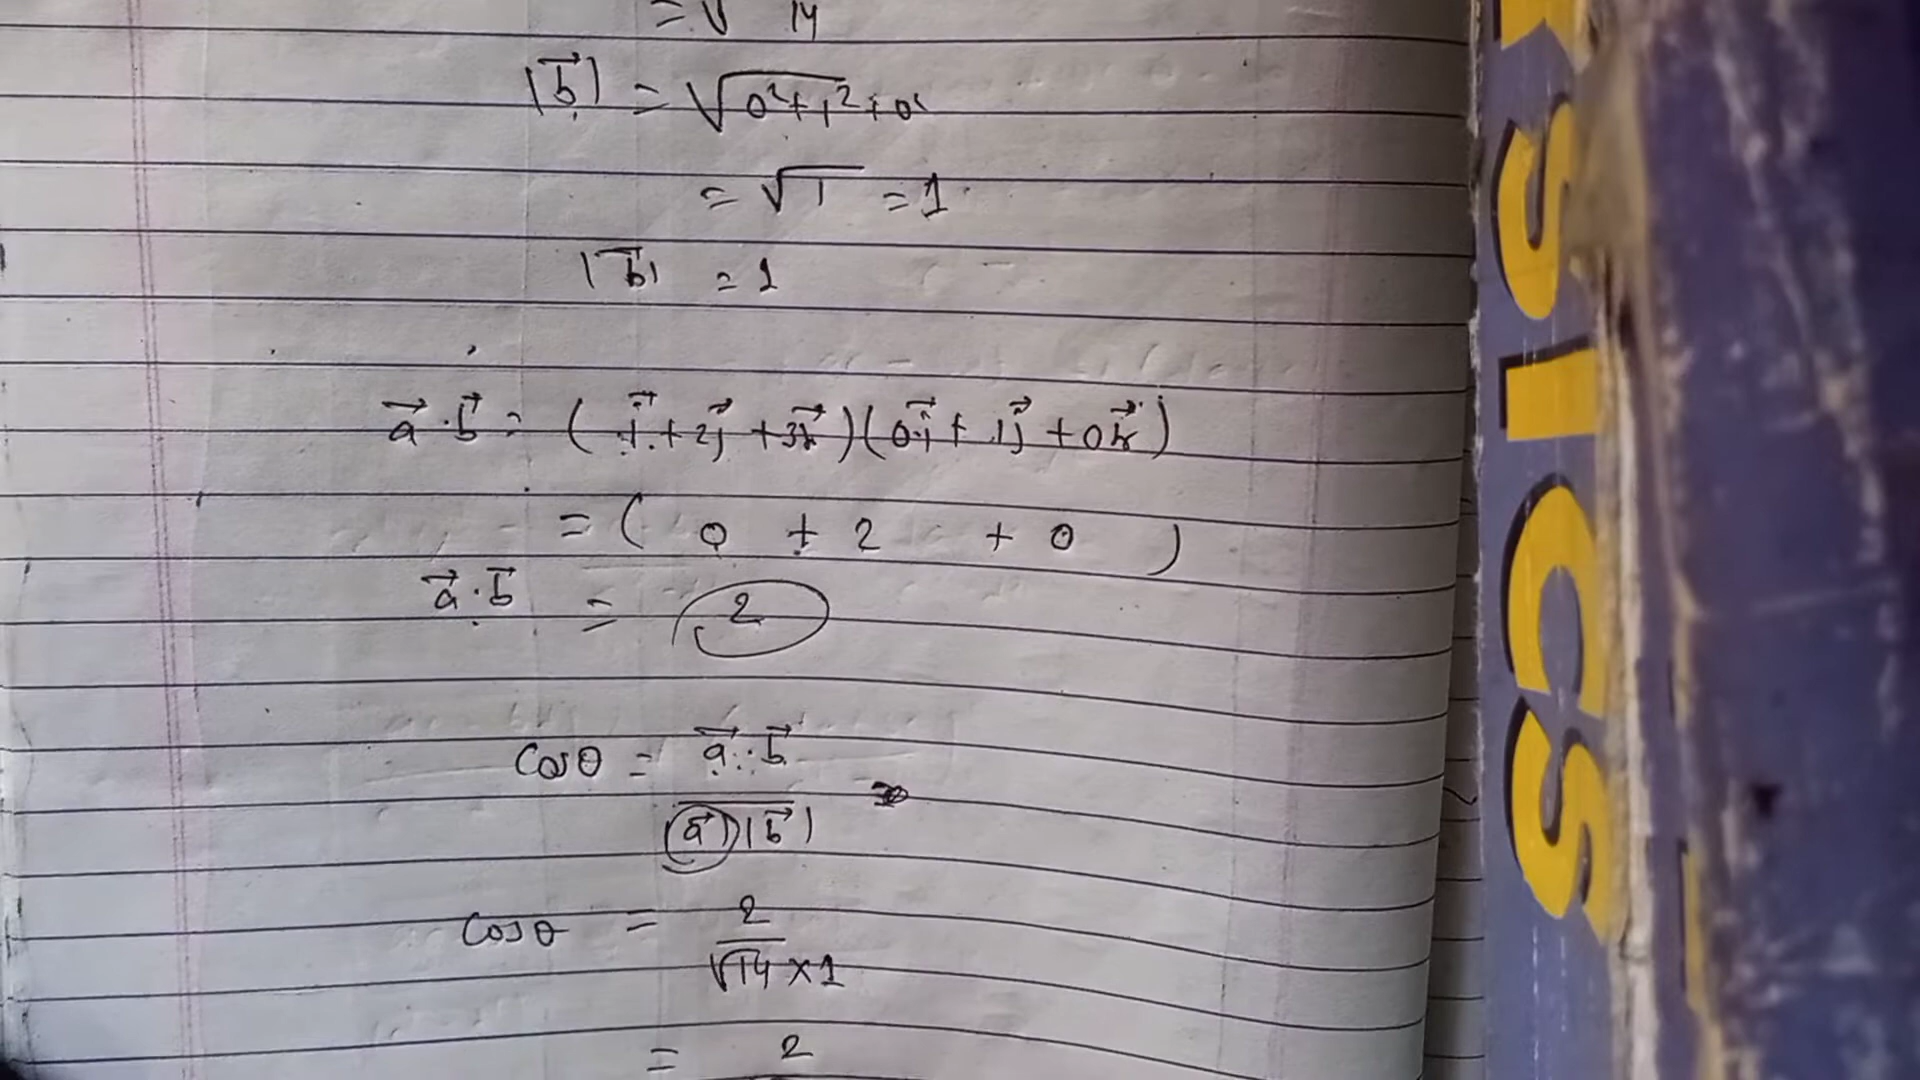 = √14
|b⃗| = √0²+1²+0²
= √1 = 1
|b⃗| = 1
a⃗ . b⃗ = (i⃗ + 2j⃗ + 3k⃗)(0i⃗ + 1j⃗ + 0k⃗)
= ( 0 + 2 + 0 )
a⃗ . b⃗ = 2
cosθ = a⃗ . b⃗
|a⃗||b⃗|
cosθ = 2
√14 × 1
= 2
SICS